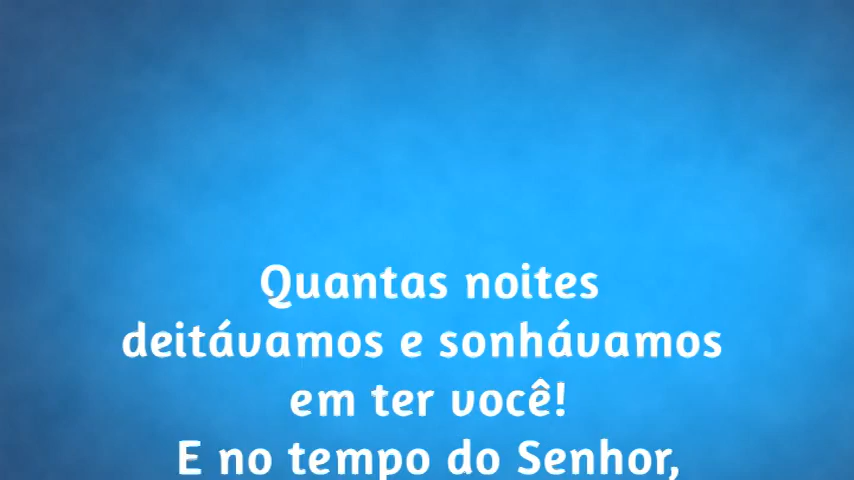 Quantas noites
deitávamos e sonhávamos
em ter você!
E no tempo do Senhor,